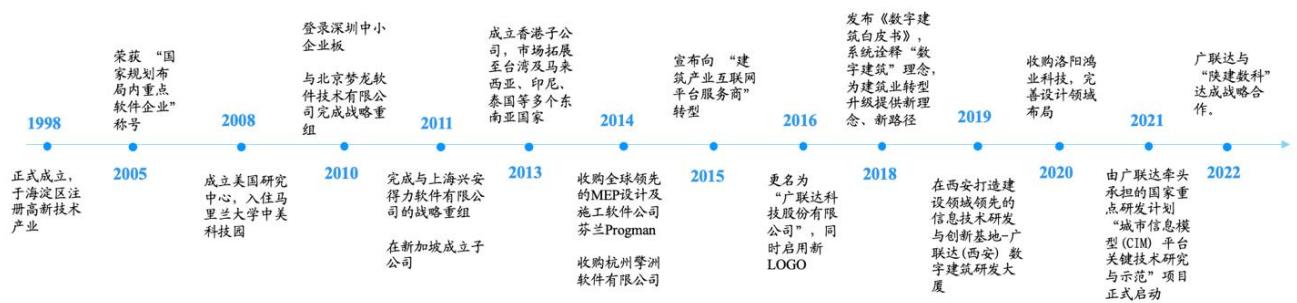 1998
正式成立，
于海淀区注
册高新技术
产业
荣获 “国
家规划布
局内重点
软件企业”
称号
2005
2008
成立美国研究
中心，入住马
里兰大学中美
科技园
登录深圳中小
企业板
与北京梦龙软
件技术有限公
司完成战略重
组
2010
2011
完成与上海兴安
得力软件有限公
司的战略重组
在新加坡成立子
公司
成立香港子公
司，市场拓展
至台湾及马来
西亚、印尼、
泰国等多个东
南亚国家
2013
2014
收购全球领先
的MEP设计及
施工软件公司
芬兰Progman
收购杭州擎洲
软件有限公司
宣布向 “建
筑产业互联网
平台服务商”
转型
2015
2016
更名为
“广联达科
技股份有限
公司”，同
时启用新
LOGO
发布《数字建
筑白皮书》，
系统诠释“数
字建筑”理念，
为建筑业转型
升级提供新理
念、新路径
2018
2019
在西安打造建
设领域领先的
信息技术研发
与创新基地-广
联达(西安) 数
字建筑研发大
厦
收购洛阳鸿
业科技，完
善设计领域
布局
2020
2021
由广联达牵头
承担的国家重
点研发计划
“城市信息模
型(CIM) 平台
关键技术研究
与示范”项目
正式启动
广联达与
“陕建数科”
达成战略合
作。
2022